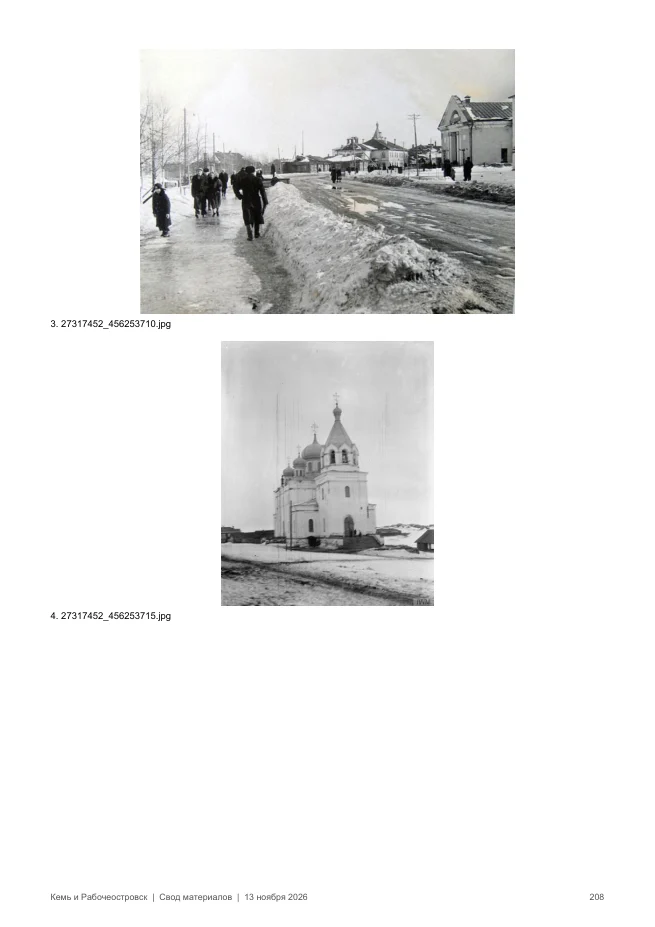 3. 27317452_456253710.jpg
4. 27317452_456253715.jpg
Кемь и Рабочеостровск | Свод материалов | 13 ноября 2026
208